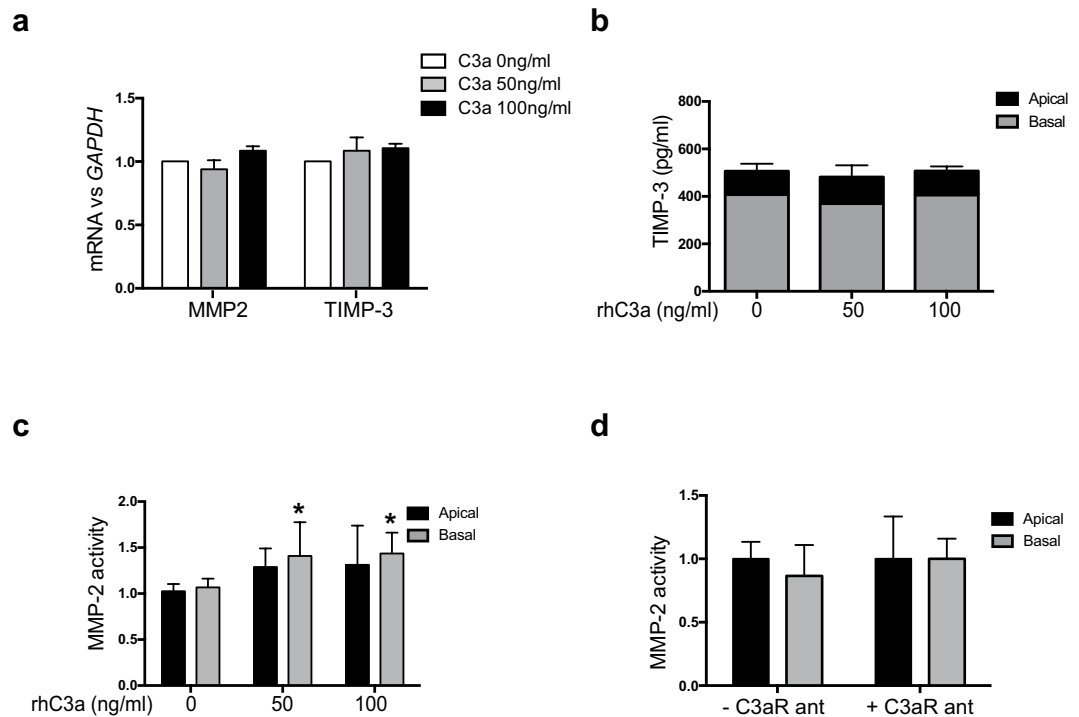 a
C3a 0ng/ml
C3a 50ng/ml
C3a 100ng/ml
mRNA vs GAPDH
1.5
1.0
0.5
0.0
MMP2 TIMP-3
b
Apical
Basal
TIMP-3 (pg/ml)
800
600
400
200
0
rhC3a (ng/ml) 0 50 100
c
Apical
Basal
MMP-2 activity
2.0
1.5
1.0
0.5
0.0
* *
rhC3a (ng/ml) 0 50 100
d
Apical
Basal
MMP-2 activity
1.5
1.0
0.5
0.0
- C3aR ant + C3aR ant